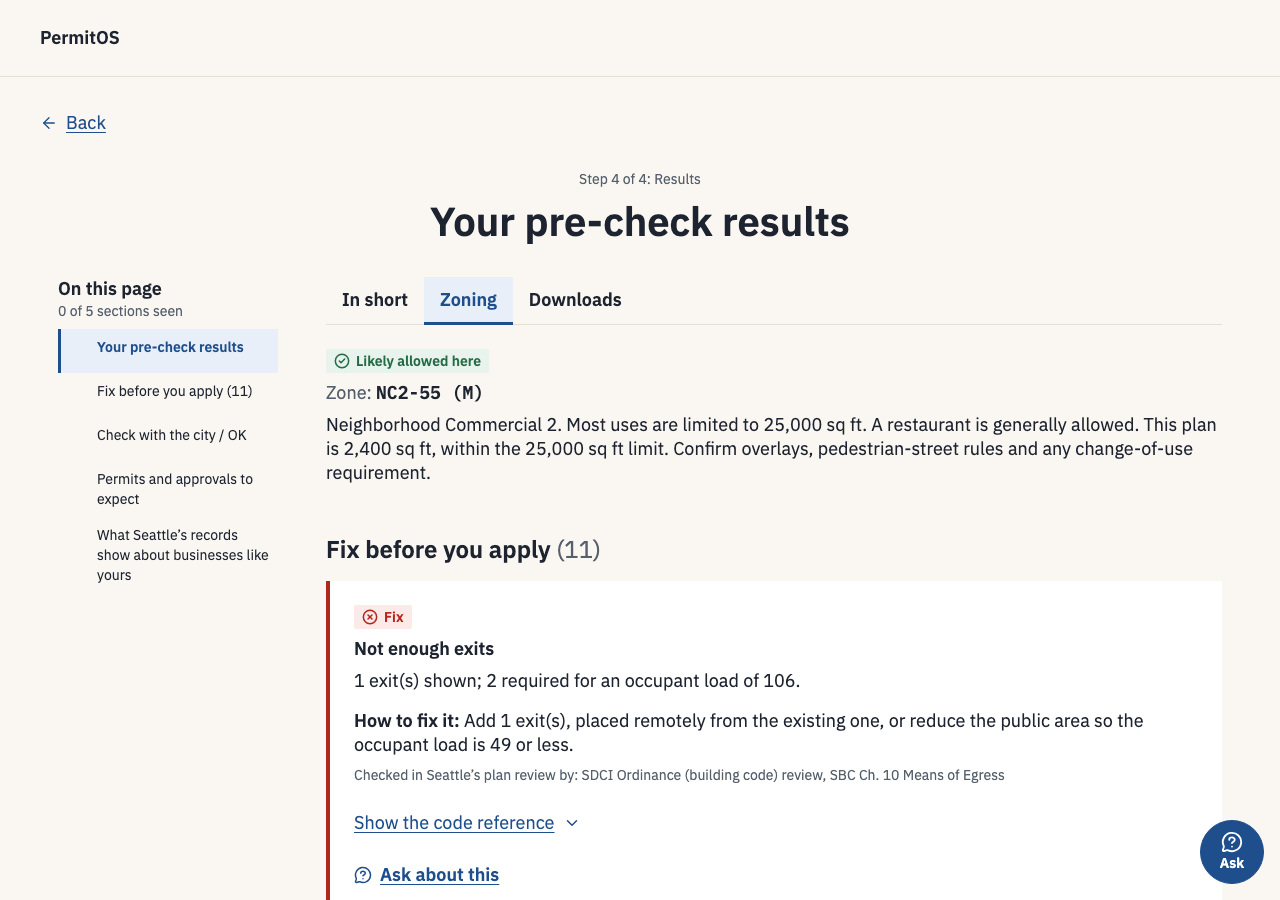 PermitOS
Back
Step 4 of 4: Results
Your pre-check results
On this page
0 of 5 sections seen
Your pre-check results
Fix before you apply (11)
Check with the city / OK
Permits and approvals to
expect
What Seattle’s records
show about businesses like
yours
In short
Zoning
Downloads
Likely allowed here
Zone: NC2-55 (M)
Neighborhood Commercial 2. Most uses are limited to 25,000 sq ft. A restaurant is generally allowed. This plan
is 2,400 sq ft, within the 25,000 sq ft limit. Confirm overlays, pedestrian-street rules and any change-of-use
requirement.
Fix before you apply (11)
Fix
Not enough exits
1 exit(s) shown; 2 required for an occupant load of 106.
How to fix it: Add 1 exit(s), placed remotely from the existing one, or reduce the public area so the
occupant load is 49 or less.
Checked in Seattle’s plan review by: SDCI Ordinance (building code) review, SBC Ch. 10 Means of Egress
Show the code reference
Ask about this
Ask